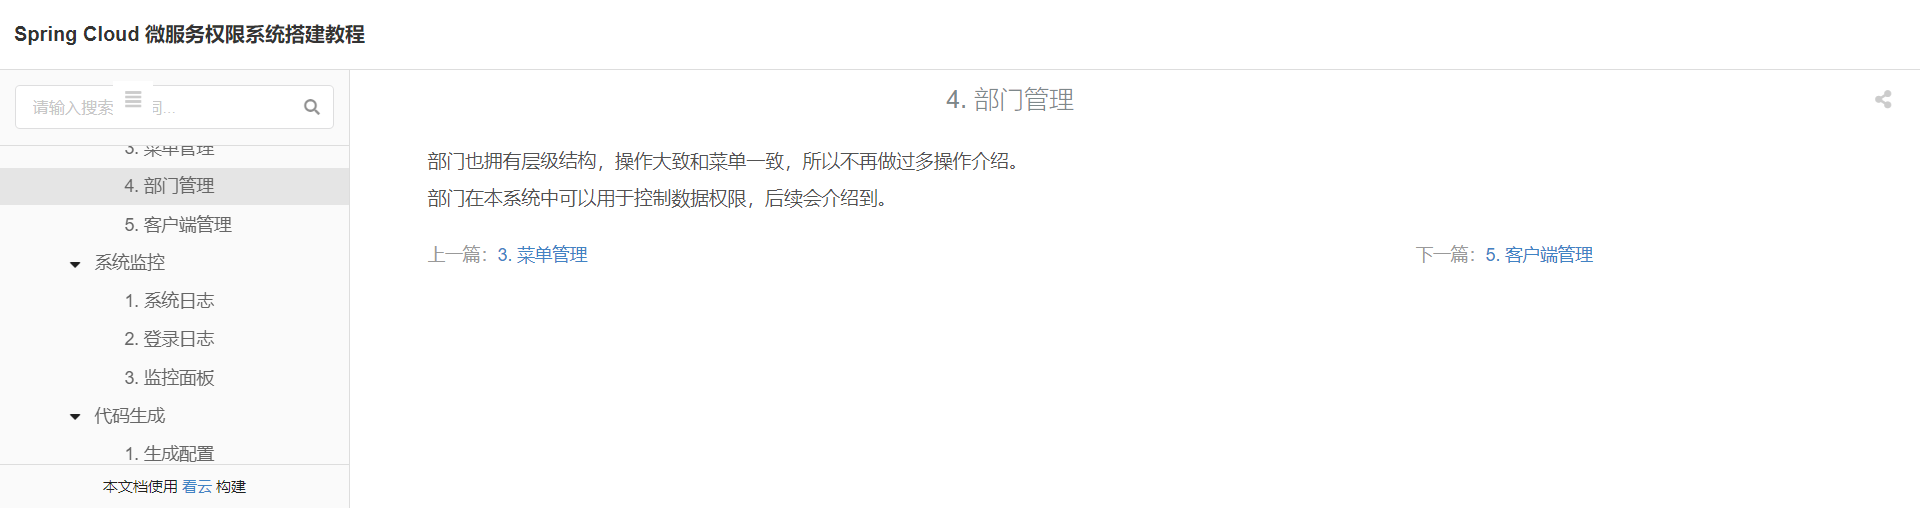 Spring Cloud 微服务权限系统搭建教程
请输入搜索 词...
3. 菜单管理
4. 部门管理
5. 客户端管理
系统监控
1. 系统日志
2. 登录日志
3. 监控面板
代码生成
1. 生成配置
本文档使用 看云 构建
4. 部门管理
部门也拥有层级结构，操作大致和菜单一致，所以不再做过多操作介绍。
部门在本系统中可以用于控制数据权限，后续会介绍到。
上一篇：3. 菜单管理
下一篇：5. 客户端管理